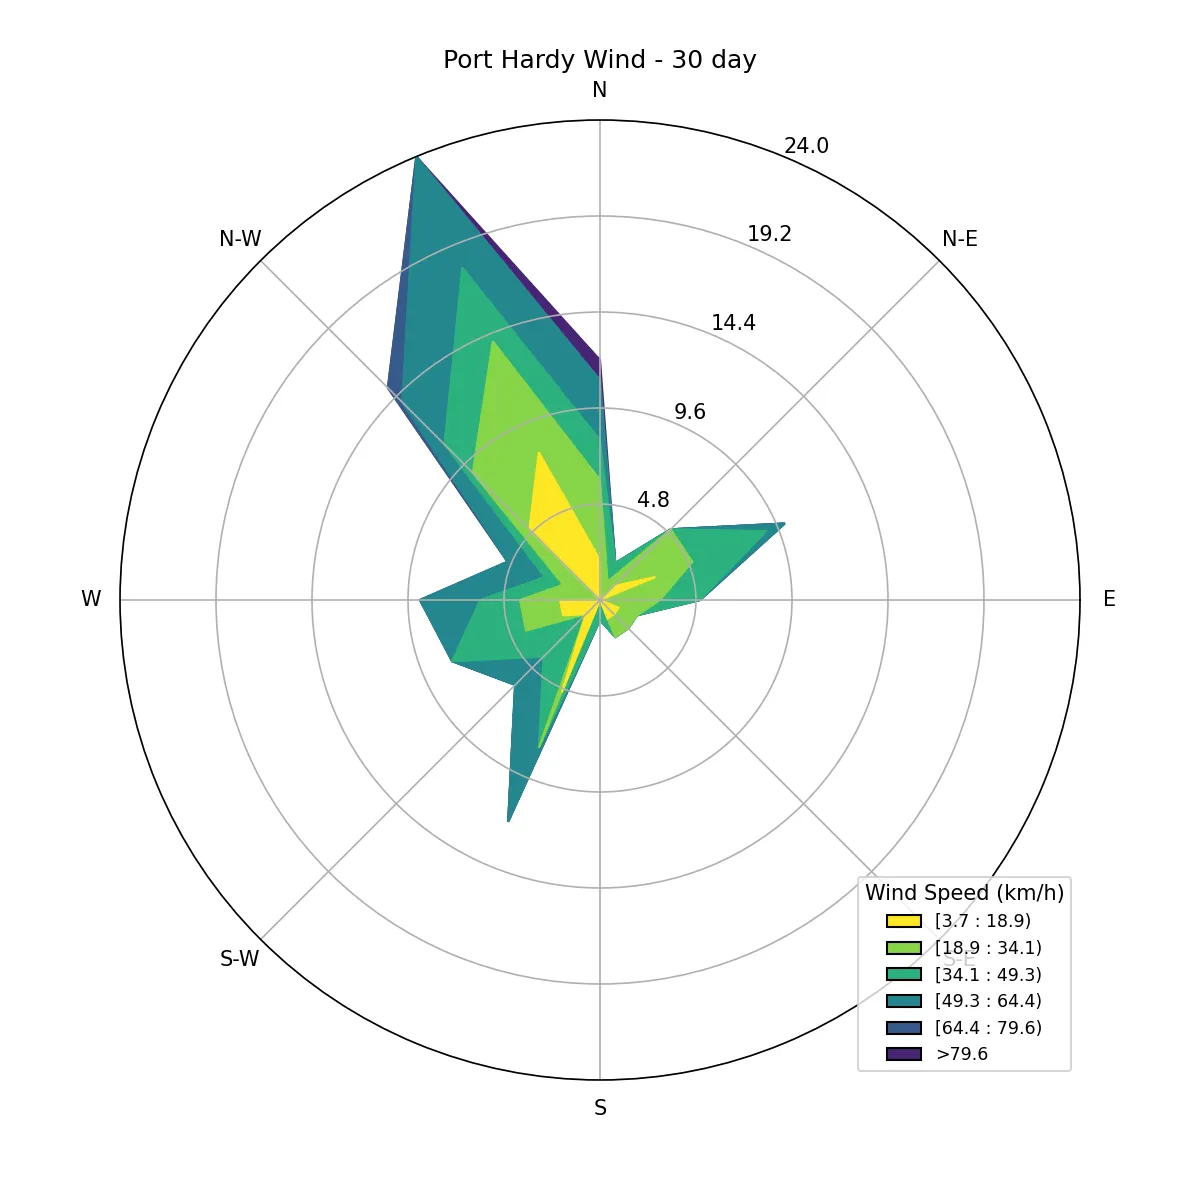 Port Hardy Wind - 30 day
N
24.0
N-W
19.2
N-E
14.4
9.6
4.8
W
E
Wind Speed (km/h)
[3.7 : 18.9)
[18.9 : 34.1)
S-W
S-E
[34.1 : 49.3)
[49.3 : 64.4)
[64.4 : 79.6)
>79.6
S